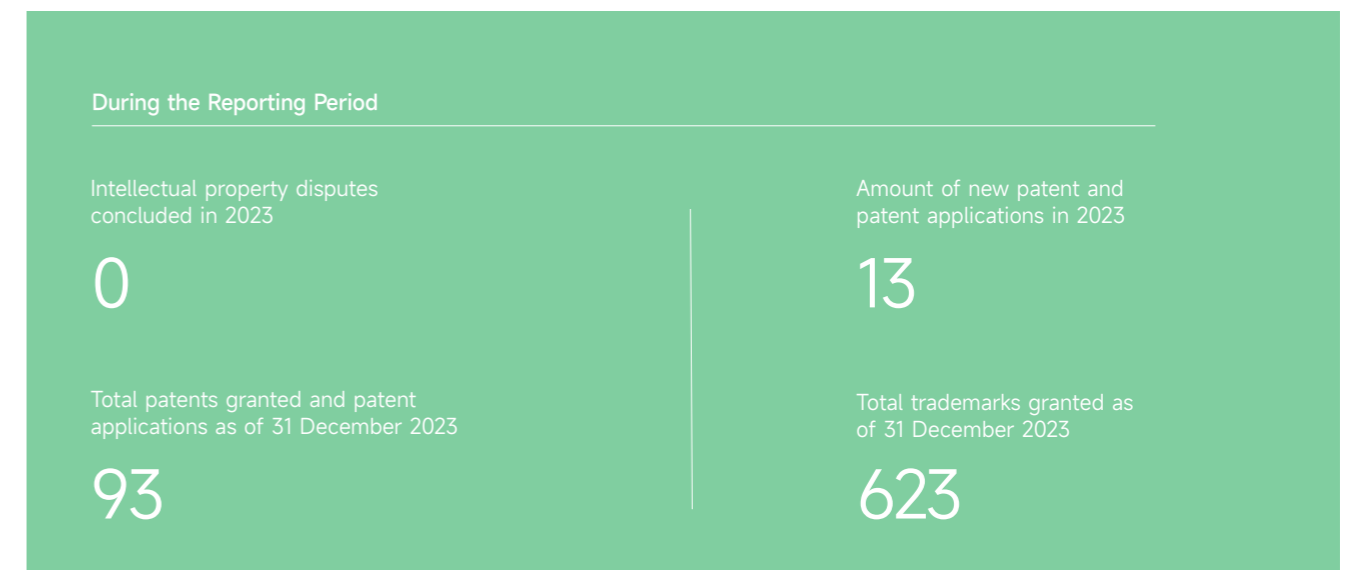 During the Reporting Period
Intellectual property disputes
concluded in 2023
0
Amount of new patent and
patent applications in 2023
13
Total patents granted and patent
applications as of 31 December 2023
93
Total trademarks granted as
of 31 December 2023
623